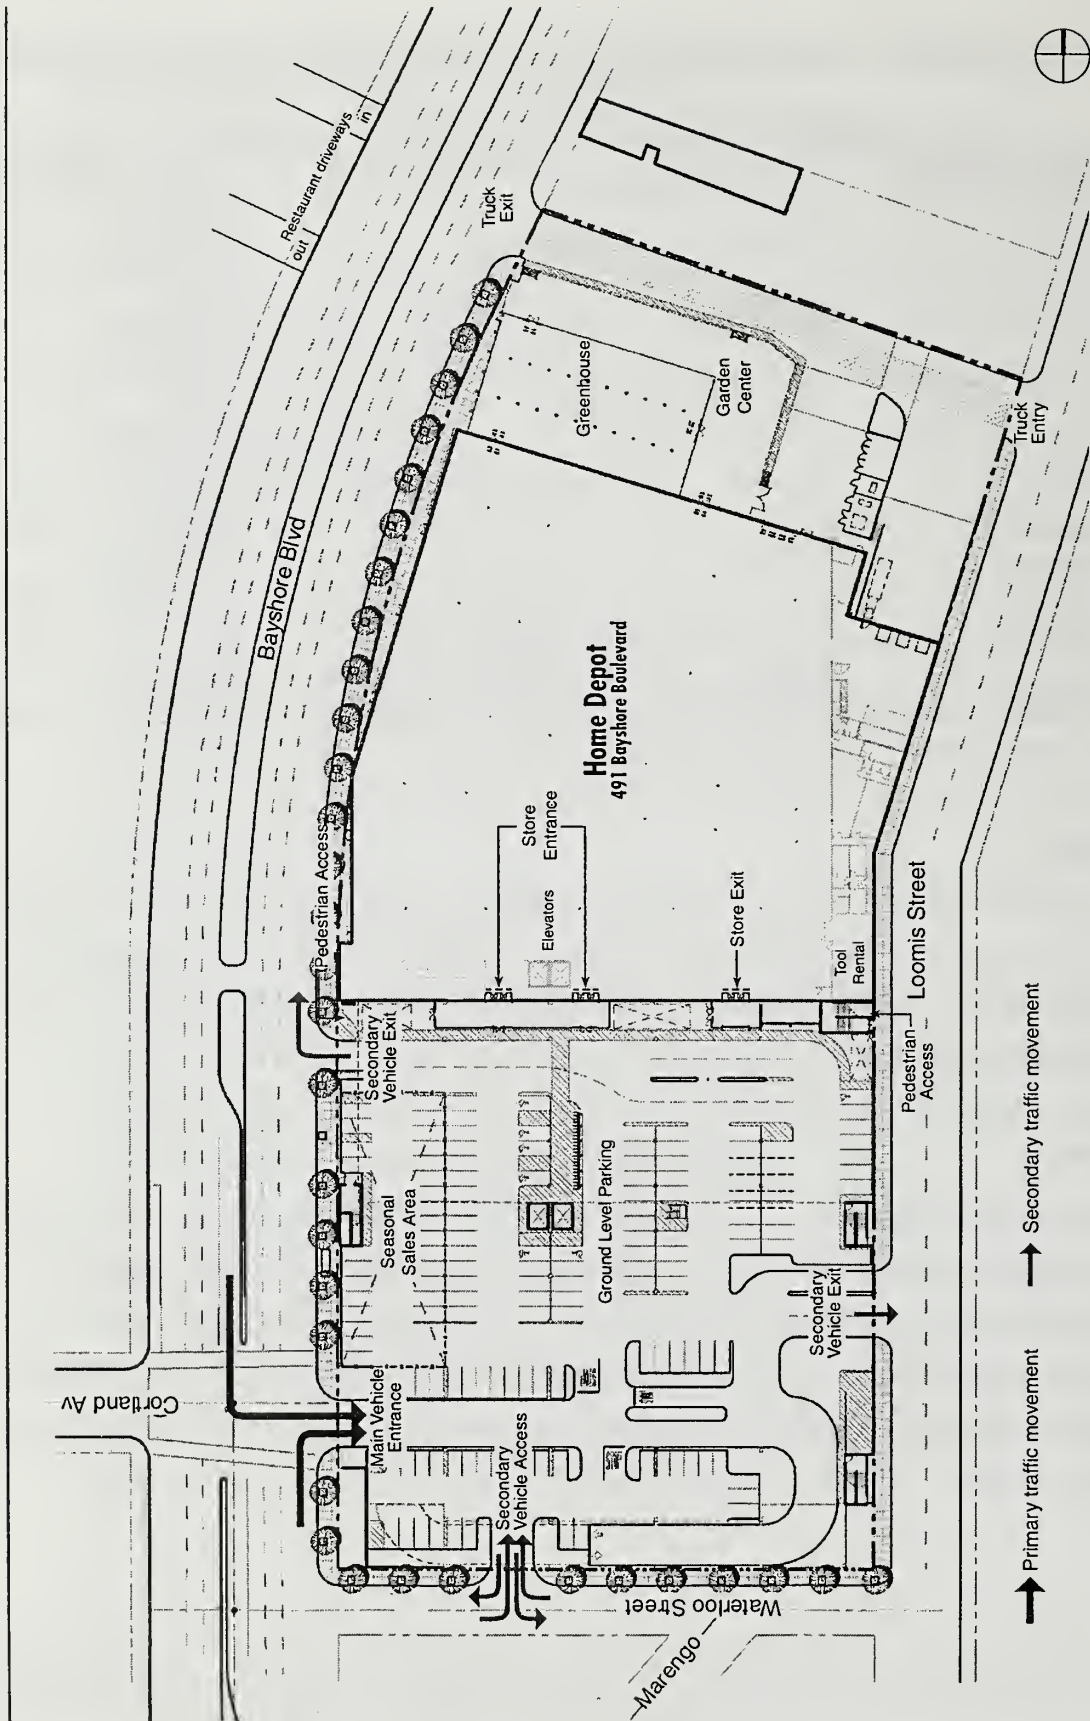 Restaurant driveways
out
in
Truck
Exit
Bayshore Blvd
Greenhouse
Garden
Center
Truck
Entry
Home Depot
491 Bayshore Boulevard
Pedestrian Access
Store
Entrance
Elevators
Store Exit
Tool
Rental
Loomis Street
Pedestrian
Access
Secondary
Vehicle Exit
Seasonal
Sales Area
Ground Level Parking
Secondary
Vehicle Exit
Cortland Av
Main Vehicle
Entrance
Secondary
Vehicle Access
Waterloo Street
Marengo
Primary traffic movement
Secondary traffic movement